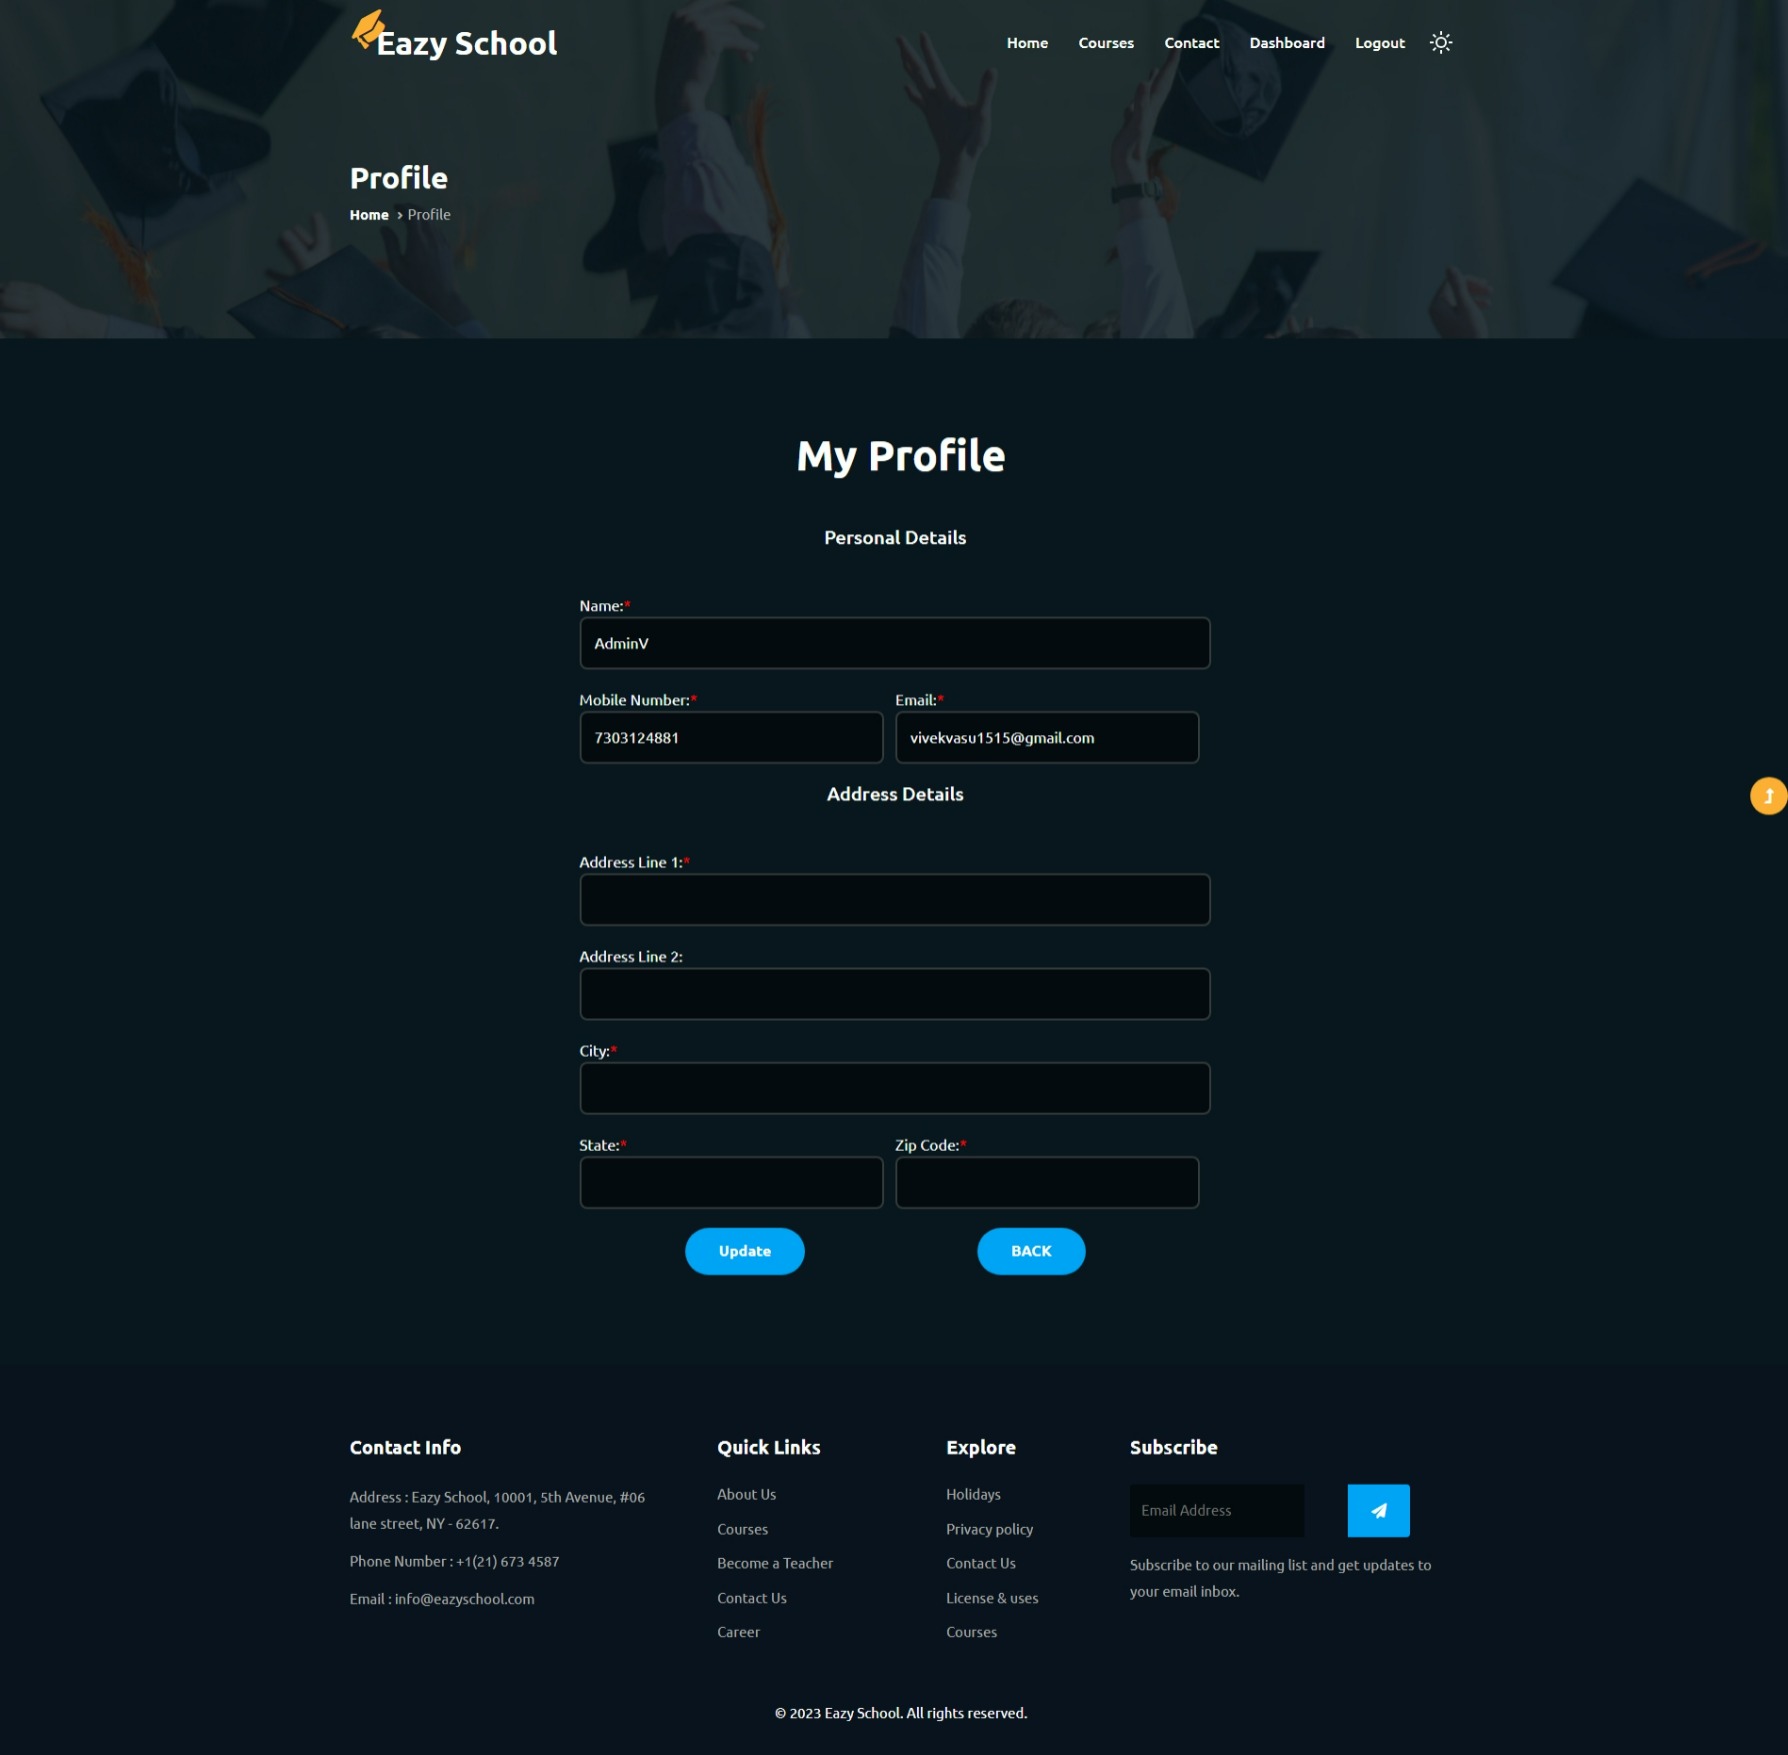 Eazy School
Home Courses Contact Dashboard Logout
Profile
Home › Profile
My Profile
Personal Details
Name:*
AdminV
Mobile Number:* Email:*
7303124881 vivekvasu1515@gmail.com
Address Details
Address Line 1:*
Address Line 2:
City:*
State:* Zip Code:*
Update BACK
Contact Info
Address : Eazy School, 10001, 5th Avenue, #06
lane street, NY - 62617.
Phone Number : +1(21) 673 4587
Email : info@eazyschool.com
Quick Links
About Us
Courses
Become a Teacher
Contact Us
Career
Explore
Holidays
Privacy policy
Contact Us
License & uses
Courses
Subscribe
Email Address
Subscribe to our mailing list and get updates to
your email inbox.
© 2023 Eazy School. All rights reserved.